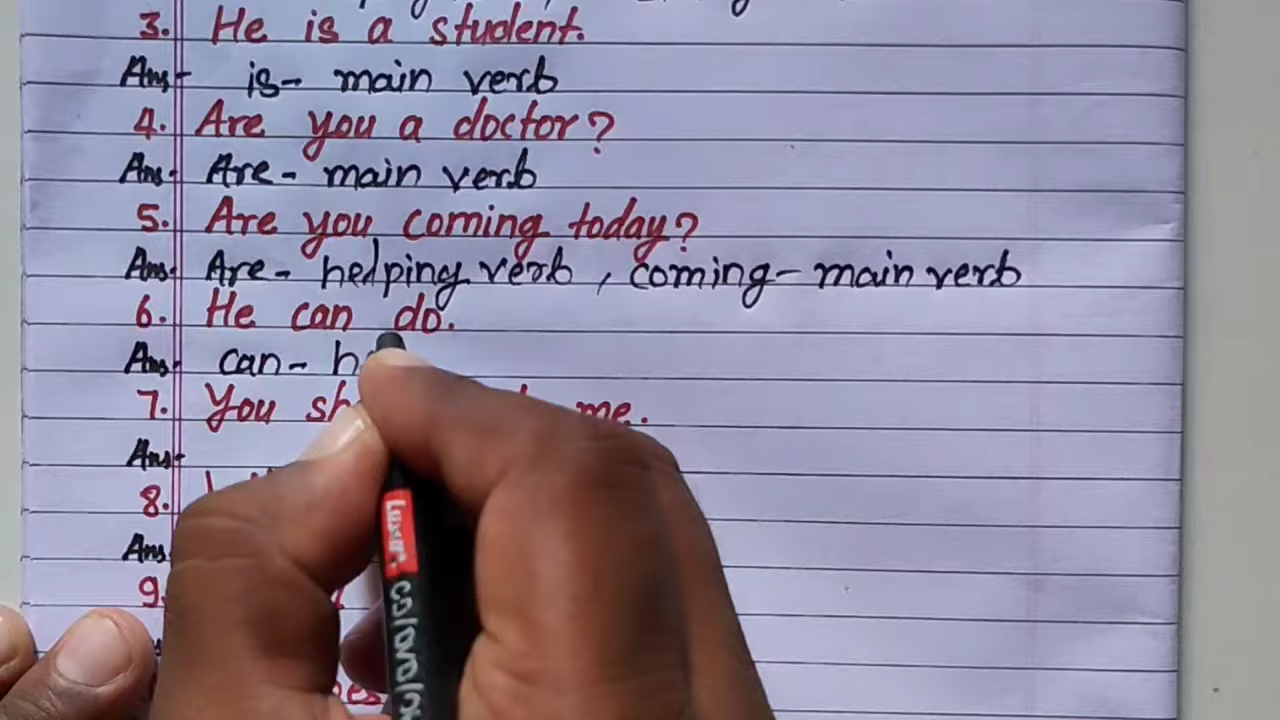 3. He is a student.
Ans- is- main verb
4. Are you a doctor?
Ans- Are- main verb
5. Are you coming today?
Ans- Are- helping verb, coming- main verb
6. He can do.
Ans- can- h
7. You me.
Ans-
8.
Ans
9.
Luxor